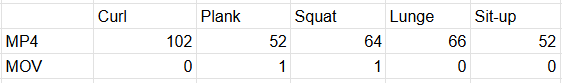 Curl Plank Squat Lunge Sit-up
MP4 102 52 64 66 52
MOV 0 1 1 0 0